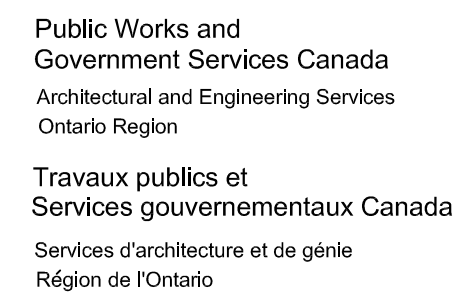 Public Works and
Government Services Canada
Architectural and Engineering Services
Ontario Region
Travaux publics et
Services gouvernementaux Canada
Services d'architecture et de génie
Région de l'Ontario